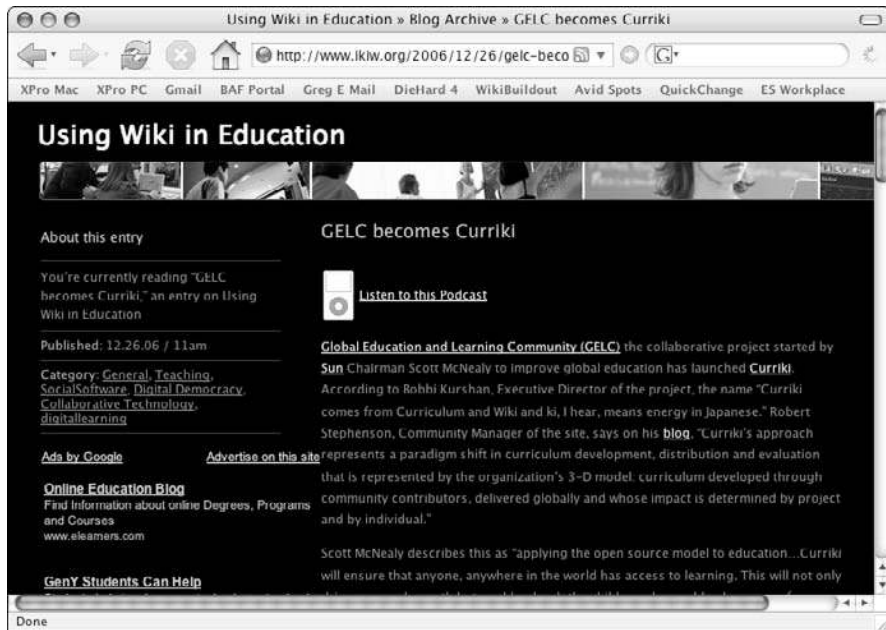 Using Wiki in Education » Blog Archive » GELC becomes Curriki
http://www.ikiw.org/2006/12/26/gelc-beco
G
XPro Mac XPro PC Gmail BAF Portal Greg E Mail DieHard 4 WikiBuildout Avid Spots QuickChange ES Workplace
Using Wiki in Education
About this entry
You're currently reading "GELC
becomes Curriki," an entry on Using
Wiki in Education
Published: 12.26.06 / 11am
Category: General, Teaching,
SocialSoftware, Digital Democracy,
Collaborative Technology,
digitallearning
Ads by Google Advertise on this site
Online Education Blog
Find Information about online Degrees, Programs
and Courses
www.elearners.com
GenY Students Can Help
GELC becomes Curriki
Listen to this Podcast
Global Education and Learning Community (GELC) the collaborative project started by
Sun Chairman Scott McNealy to improve global education has launched Curriki.
According to Bobbi Kurshan, Executive Director of the project, the name "Curriki
comes from Curriculum and Wiki and ki, I hear, means energy in Japanese." Robert
Stephenson, Community Manager of the site, says on his blog, "Curriki's approach
represents a paradigm shift in curriculum development, distribution and evaluation
that is represented by the organization's 3-D model: curriculum developed through
community contributors, delivered globally and whose impact is determined by project
and by individual."
Scott McNealy describes this as "applying the open source model to education...Curriki
will ensure that anyone, anywhere in the world has access to learning. This will not only
Done